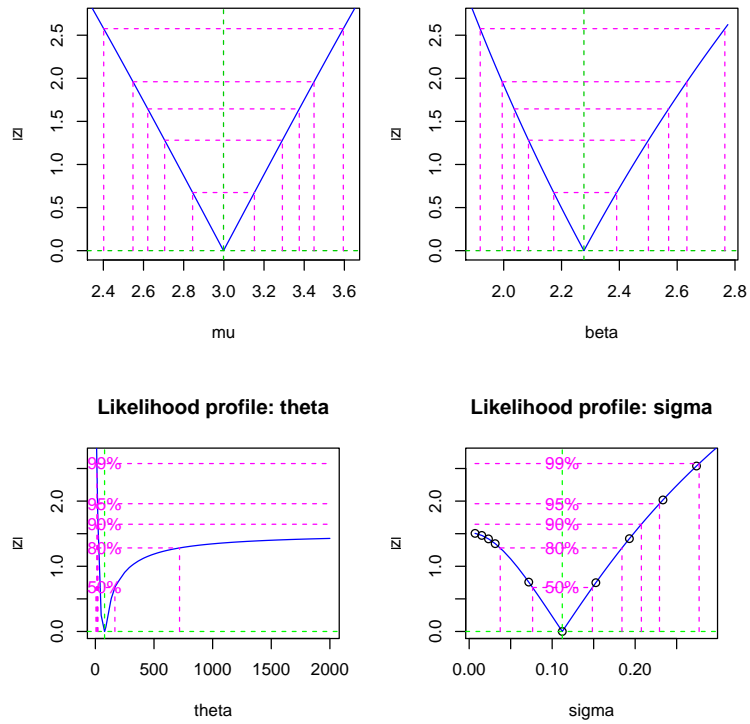 2.5
2.0
1.5
1.0
0.5
0.0
|z|
2.4 2.6 2.8 3.0 3.2 3.4 3.6
mu
2.5
2.0
1.5
1.0
0.5
0.0
|z|
2.0 2.2 2.4 2.6 2.8
beta
Likelihood profile: theta
99%
95%
90%
80%
50%
2.0
1.0
0.0
|z|
0 500 1000 1500 2000
theta
Likelihood profile: sigma
99%
95%
90%
80%
50%
2.0
1.0
0.0
|z|
0.00 0.10 0.20
sigma